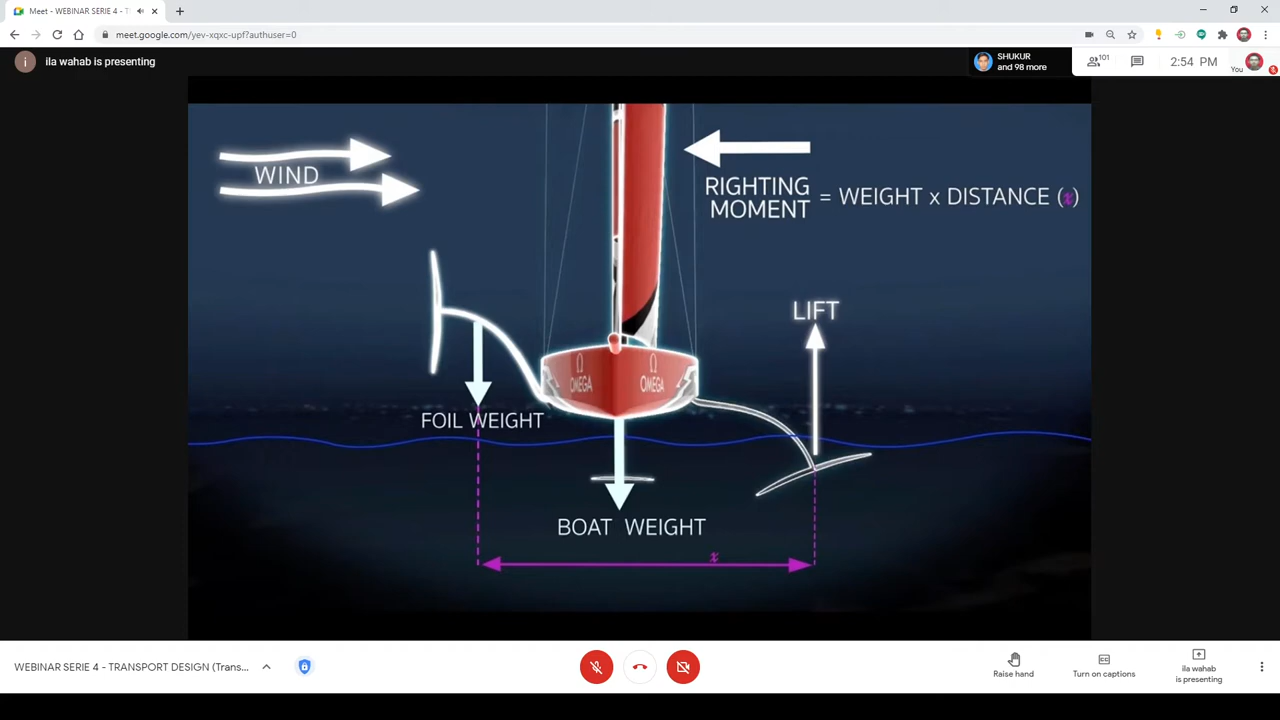 Meet - WEBINAR SERIE 4 - T
meet.google.com/yev-xqxc-upf?authuser=0
i
ila wahab is presenting
SHUKUR
and 98 more
101
2:54 PM
You
WIND
RIGHTING
MOMENT
= WEIGHT x DISTANCE (x)
LIFT
Ω Ω
OMEGA OMEGA
FOIL WEIGHT
BOAT WEIGHT
x
WEBINAR SERIE 4 - TRANSPORT DESIGN (Trans...
Raise hand
Turn on captions
ila wahab
is presenting